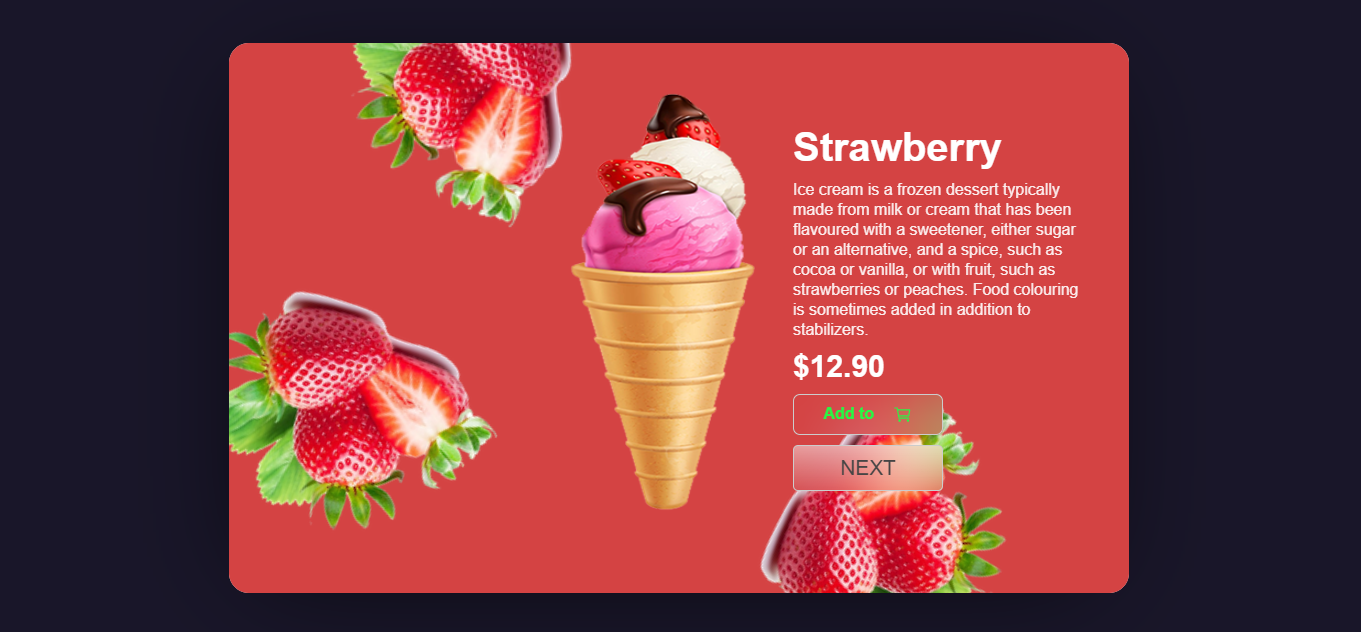 Strawberry
Ice cream is a frozen dessert typically
made from milk or cream that has been
flavoured with a sweetener, either sugar
or an alternative, and a spice, such as
cocoa or vanilla, or with fruit, such as
strawberries or peaches. Food colouring
is sometimes added in addition to
stabilizers.
$12.90
Add to
NEXT